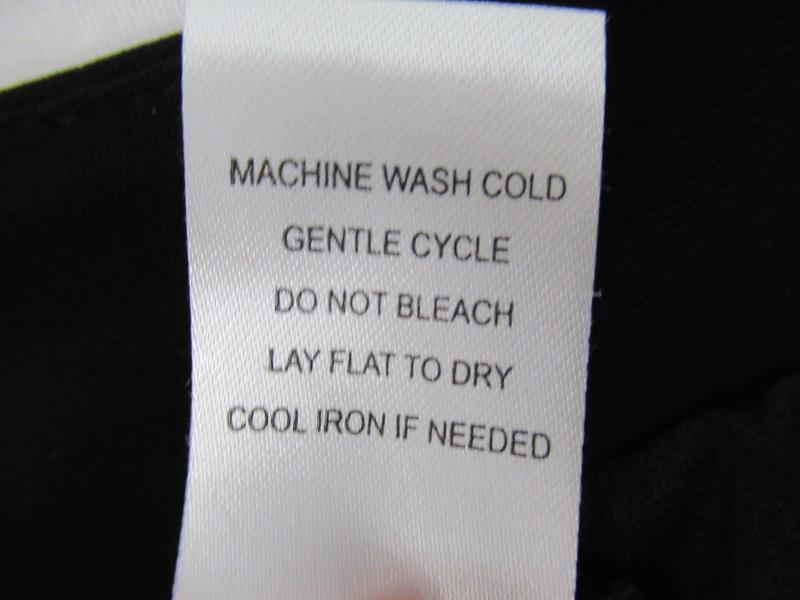 MACHINE WASH COLD
GENTLE CYCLE
DO NOT BLEACH
LAY FLAT TO DRY
COOL IRON IF NEEDED